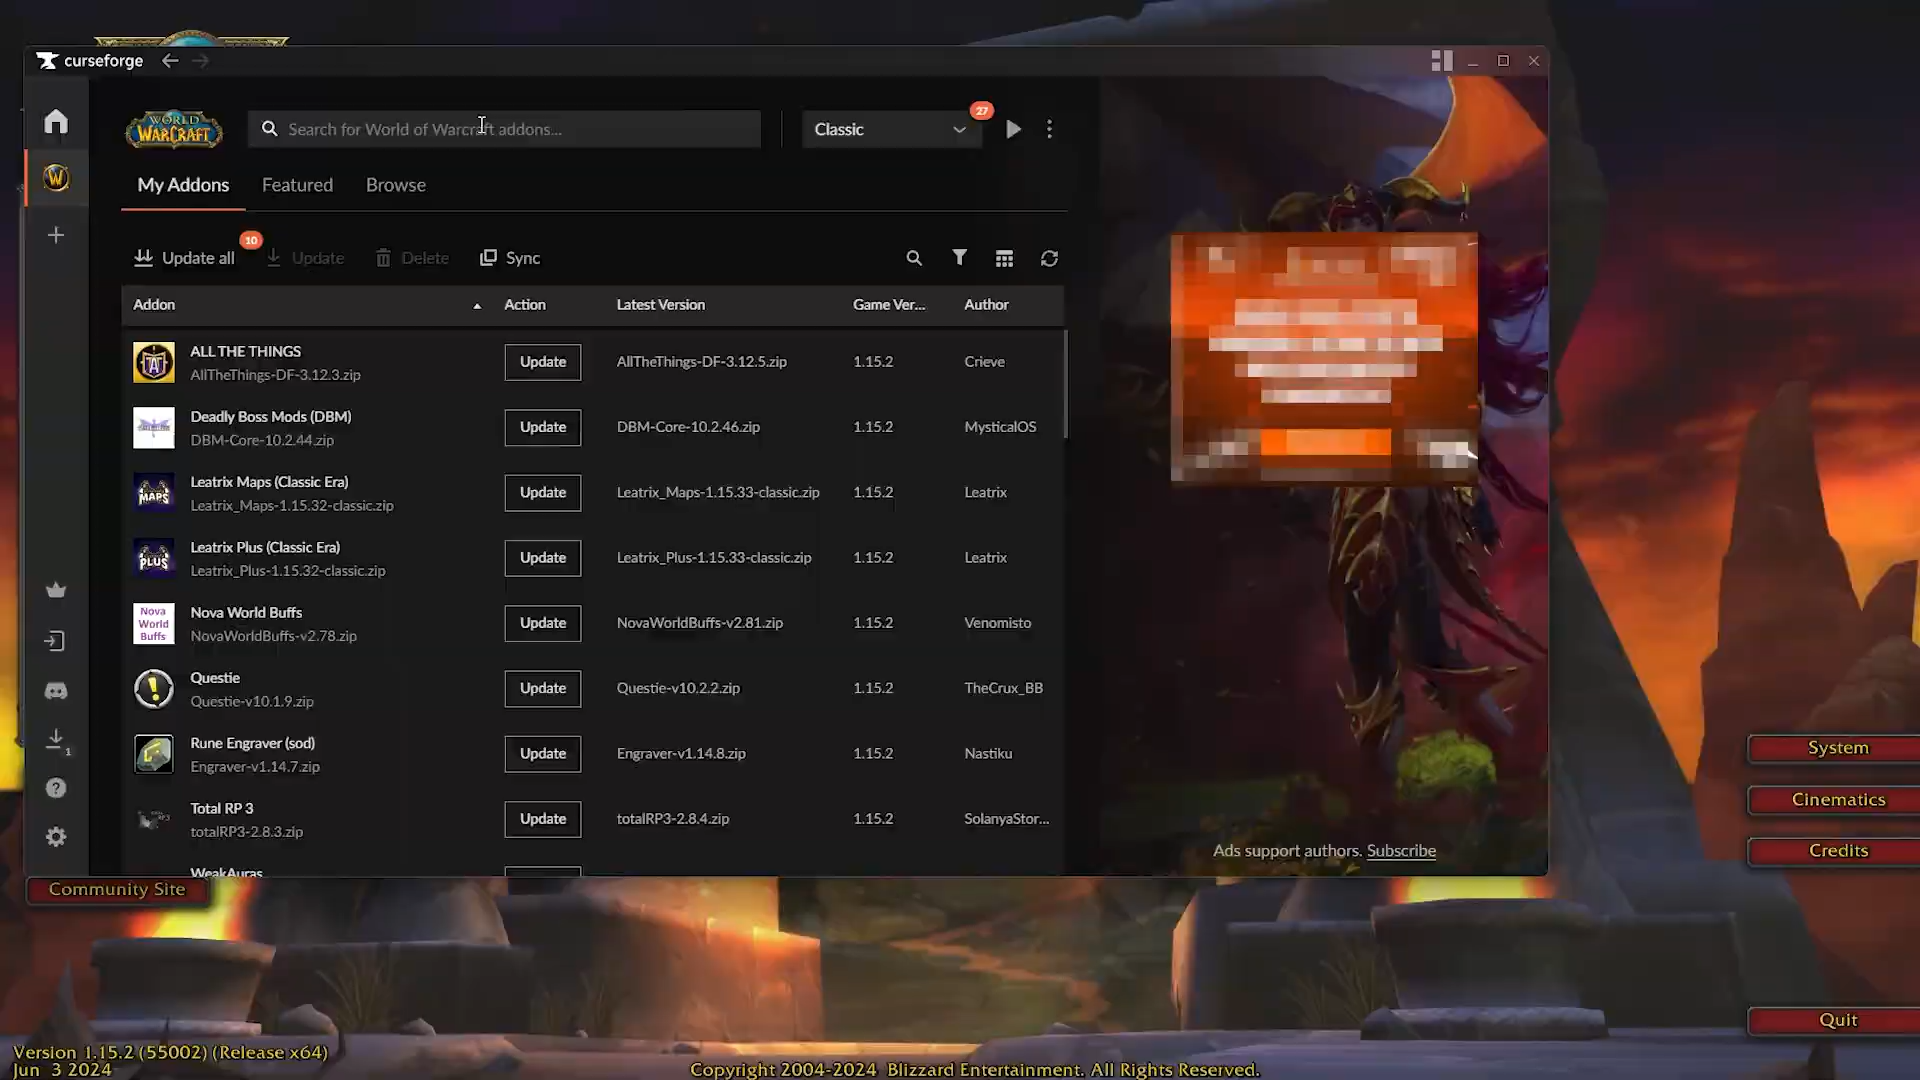 curseforge
WORLD
WARCRAFT
Search for World of Warcraft addons...
Classic
27
My Addons
Featured
Browse
Update all
10
Update
Delete
Sync
Addon
Action
Latest Version
Game Ver...
Author
ALL THE THINGS
AllTheThings-DF-3.12.3.zip
Update
AllTheThings-DF-3.12.5.zip
1.15.2
Crieve
Deadly Boss Mods (DBM)
DBM-Core-10.2.44.zip
Update
DBM-Core-10.2.46.zip
1.15.2
MysticalOS
MAPS
Leatrix Maps (Classic Era)
Leatrix_Maps-1.15.32-classic.zip
Update
Leatrix_Maps-1.15.33-classic.zip
1.15.2
Leatrix
PLUS
Leatrix Plus (Classic Era)
Leatrix_Plus-1.15.32-classic.zip
Update
Leatrix_Plus-1.15.33-classic.zip
1.15.2
Leatrix
Nova
World
Buffs
Nova World Buffs
NovaWorldBuffs-v2.78.zip
Update
NovaWorldBuffs-v2.81.zip
1.15.2
Venomisto
Questie
Questie-v10.1.9.zip
Update
Questie-v10.2.2.zip
1.15.2
TheCrux_BB
Rune Engraver (sod)
Engraver-v1.14.7.zip
Update
Engraver-v1.14.8.zip
1.15.2
Nastiku
Total RP 3
totalRP3-2.8.3.zip
Update
totalRP3-2.8.4.zip
1.15.2
SolanyaStor...
WeakAuras
1
Ads support authors. Subscribe
System
Cinematics
Credits
Quit
Community Site
Version 1.15.2 (55002) (Release x64)
Jun 3 2024
Copyright 2004-2024 Blizzard Entertainment. All Rights Reserved.